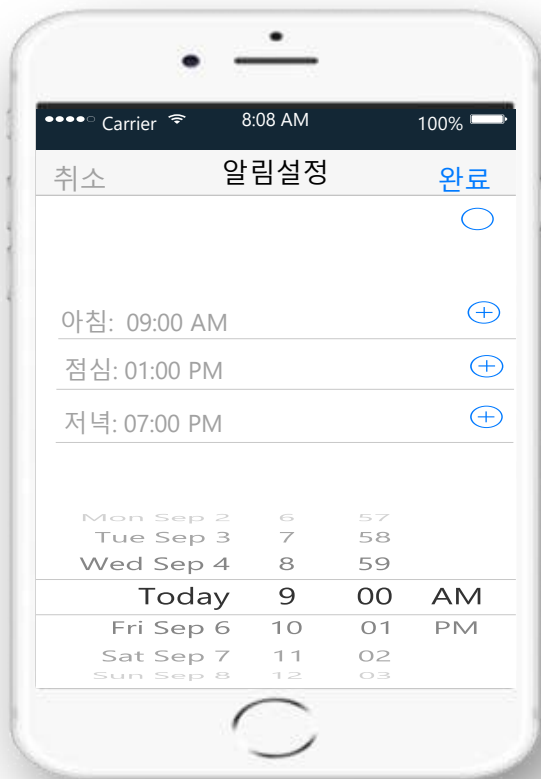 Carrier 8:08 AM 100%
취소 알림설정 완료
아침: 09:00 AM
점심: 01:00 PM
저녁: 07:00 PM
Mon Sep 2 6 57
Tue Sep 3 7 58
Wed Sep 4 8 59
Today 9 00 AM
Fri Sep 6 10 01 PM
Sat Sep 7 11 02
Sun Sep 8 12 03